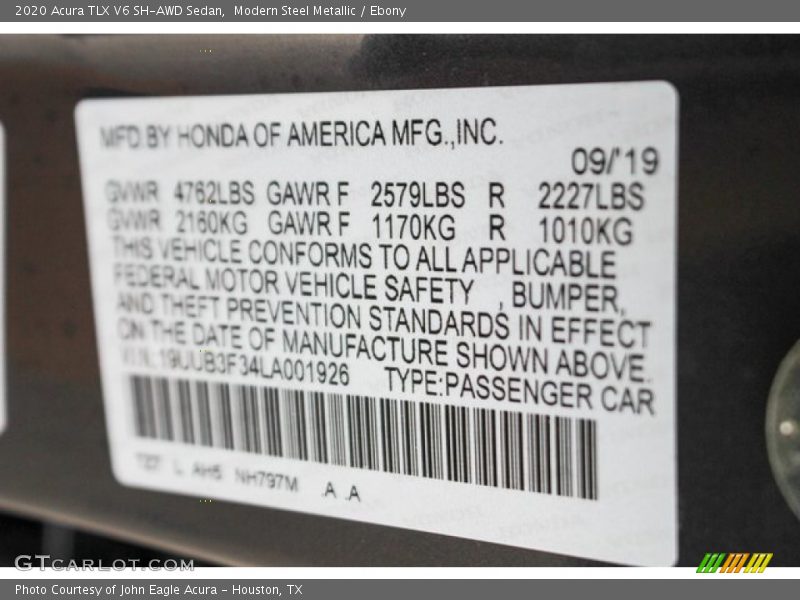 2020 Acura TLX V6 SH-AWD Sedan, Modern Steel Metallic / Ebony
MFD.BY HONDA OF AMERICA MFG.,INC.
09/'19
GVWR 4762LBS GAWR F 2579LBS R 2227LBS
GVWR 2160KG GAWR F 1170KG R 1010KG
THIS VEHICLE CONFORMS TO ALL APPLICABLE
FEDERAL MOTOR VEHICLE SAFETY , BUMPER,
AND THEFT PREVENTION STANDARDS IN EFFECT
ON THE DATE OF MANUFACTURE SHOWN ABOVE.
V.I.N.:19UUB3F34LA001926 TYPE:PASSENGER CAR
L AH5 NH797M .A .A
GTCARLOT.COM
Photo Courtesy of John Eagle Acura - Houston, TX